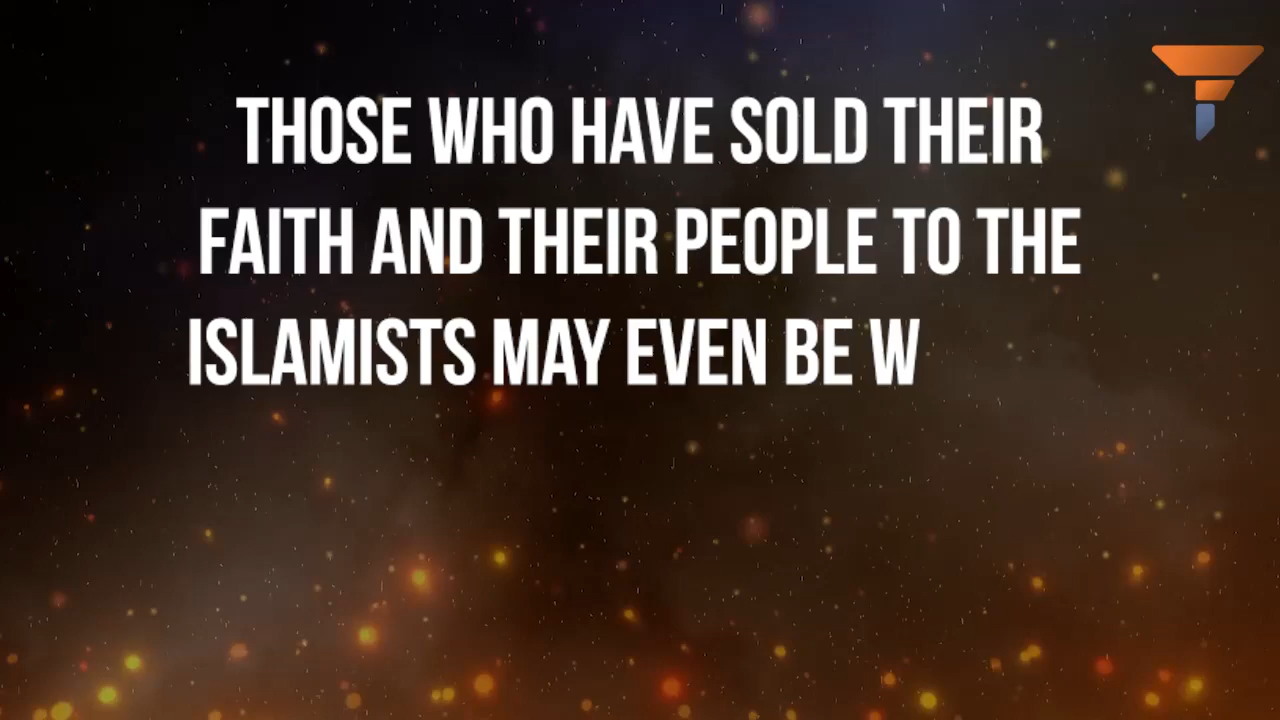 THOSE WHO HAVE SOLD THEIR
FAITH AND THEIR PEOPLE TO THE
ISLAMISTS MAY EVEN BE W